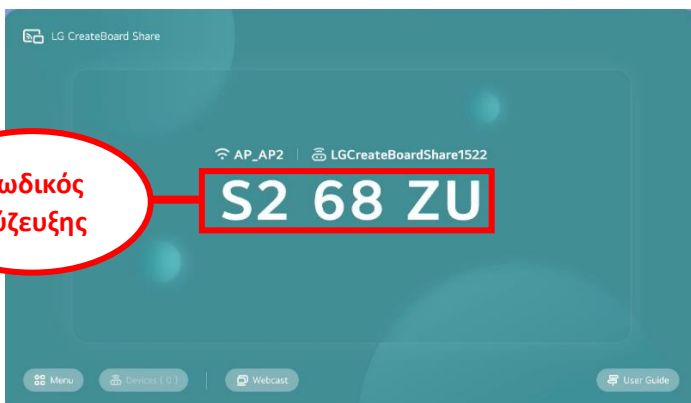 LG CreateBoard Share
AP_AP2 | LGCreateBoardShare1522
S2 68 ZU
ωδικός
ύζευξης
Menu
Devices ( 0 )
Webcast
User Guide